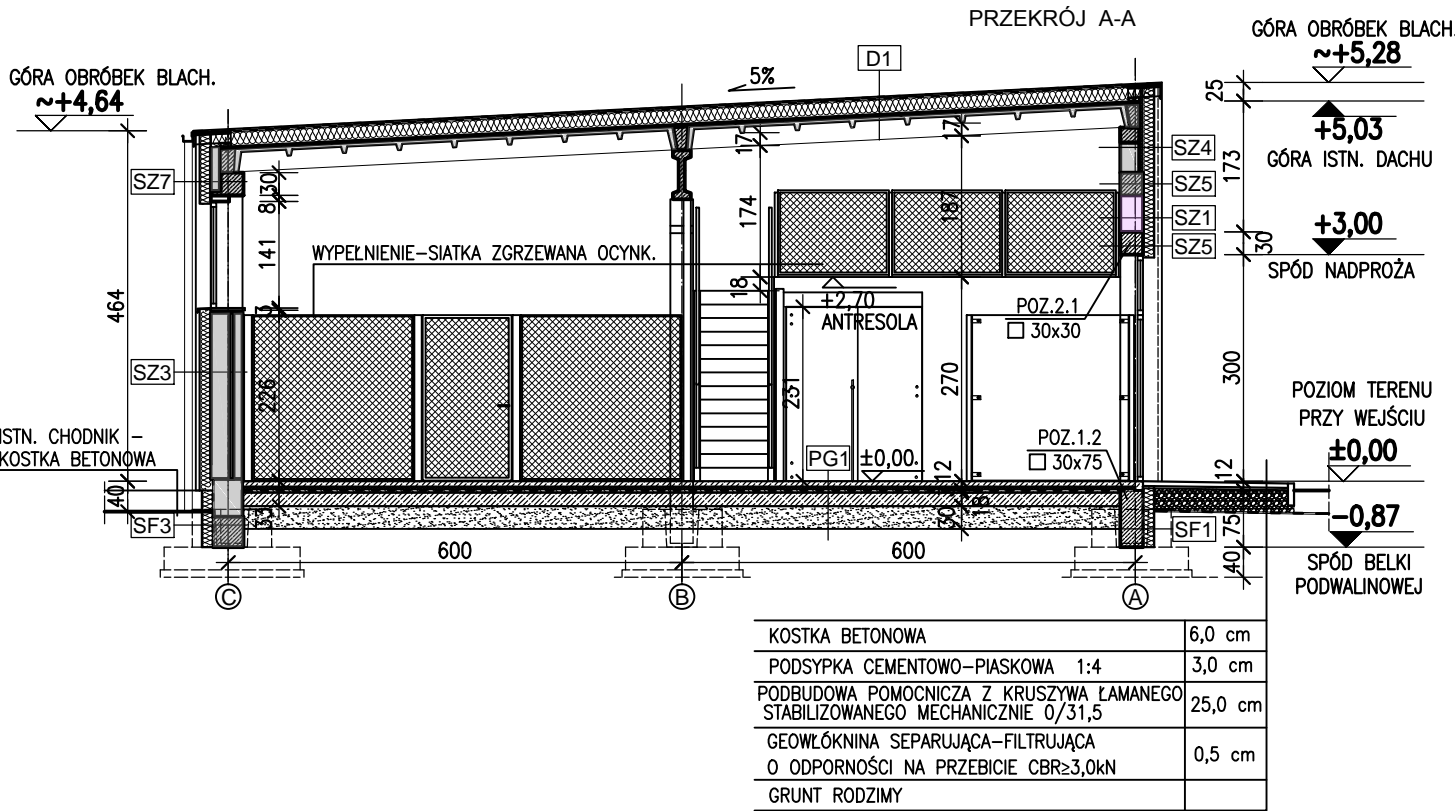 PRZEKRÓJ A-A
GÓRA OBRÓBEK BLACH.
~+5,28
GÓRA OBRÓBEK BLACH.
~+4,64
D1
5%
25
+5,03
GÓRA ISTN. DACHU
17
17
SZ4
173
SZ7
30
8
SZ5
174
187
SZ1
+3,00
141
SZ5
30
SPÓD NADPROŻA
WYPEŁNIENIE-SIATKA ZGRZEWANA OCYNK.
18
+2,70
ANTRESOLA
POZ.2.1
30x30
464
SZ3
226
231
270
300
POZIOM TERENU
PRZY WEJŚCIU
±0,00
ISTN. CHODNIK -
KOSTKA BETONOWA
POZ.1.2
30x75
PG1
±0,00
12
12
40
SF3
33
30
18
SF1
-0,87
75
40
600
600
SPÓD BELKI
PODWALINOWEJ
C
B
A
KOSTKA BETONOWA 6,0 cm
PODSYPKA CEMENTOWO-PIASKOWA 1:4 3,0 cm
PODBUDOWA POMOCNICZA Z KRUSZYWA ŁAMANEGO
STABILIZOWANEGO MECHANICZNIE 0/31,5 25,0 cm
GEOWŁÓKNINA SEPARUJĄCA-FILTRUJĄCA
O ODPORNOŚCI NA PRZEBICIE CBR≥3,0kN 0,5 cm
GRUNT RODZIMY